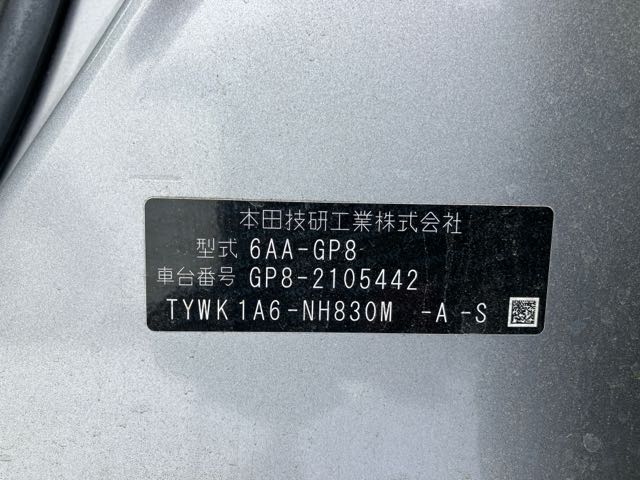 本田技研工業株式会社
型式 6AA-GP8
車台番号 GP8-2105442
TYWK1A6-NH830M -A -S